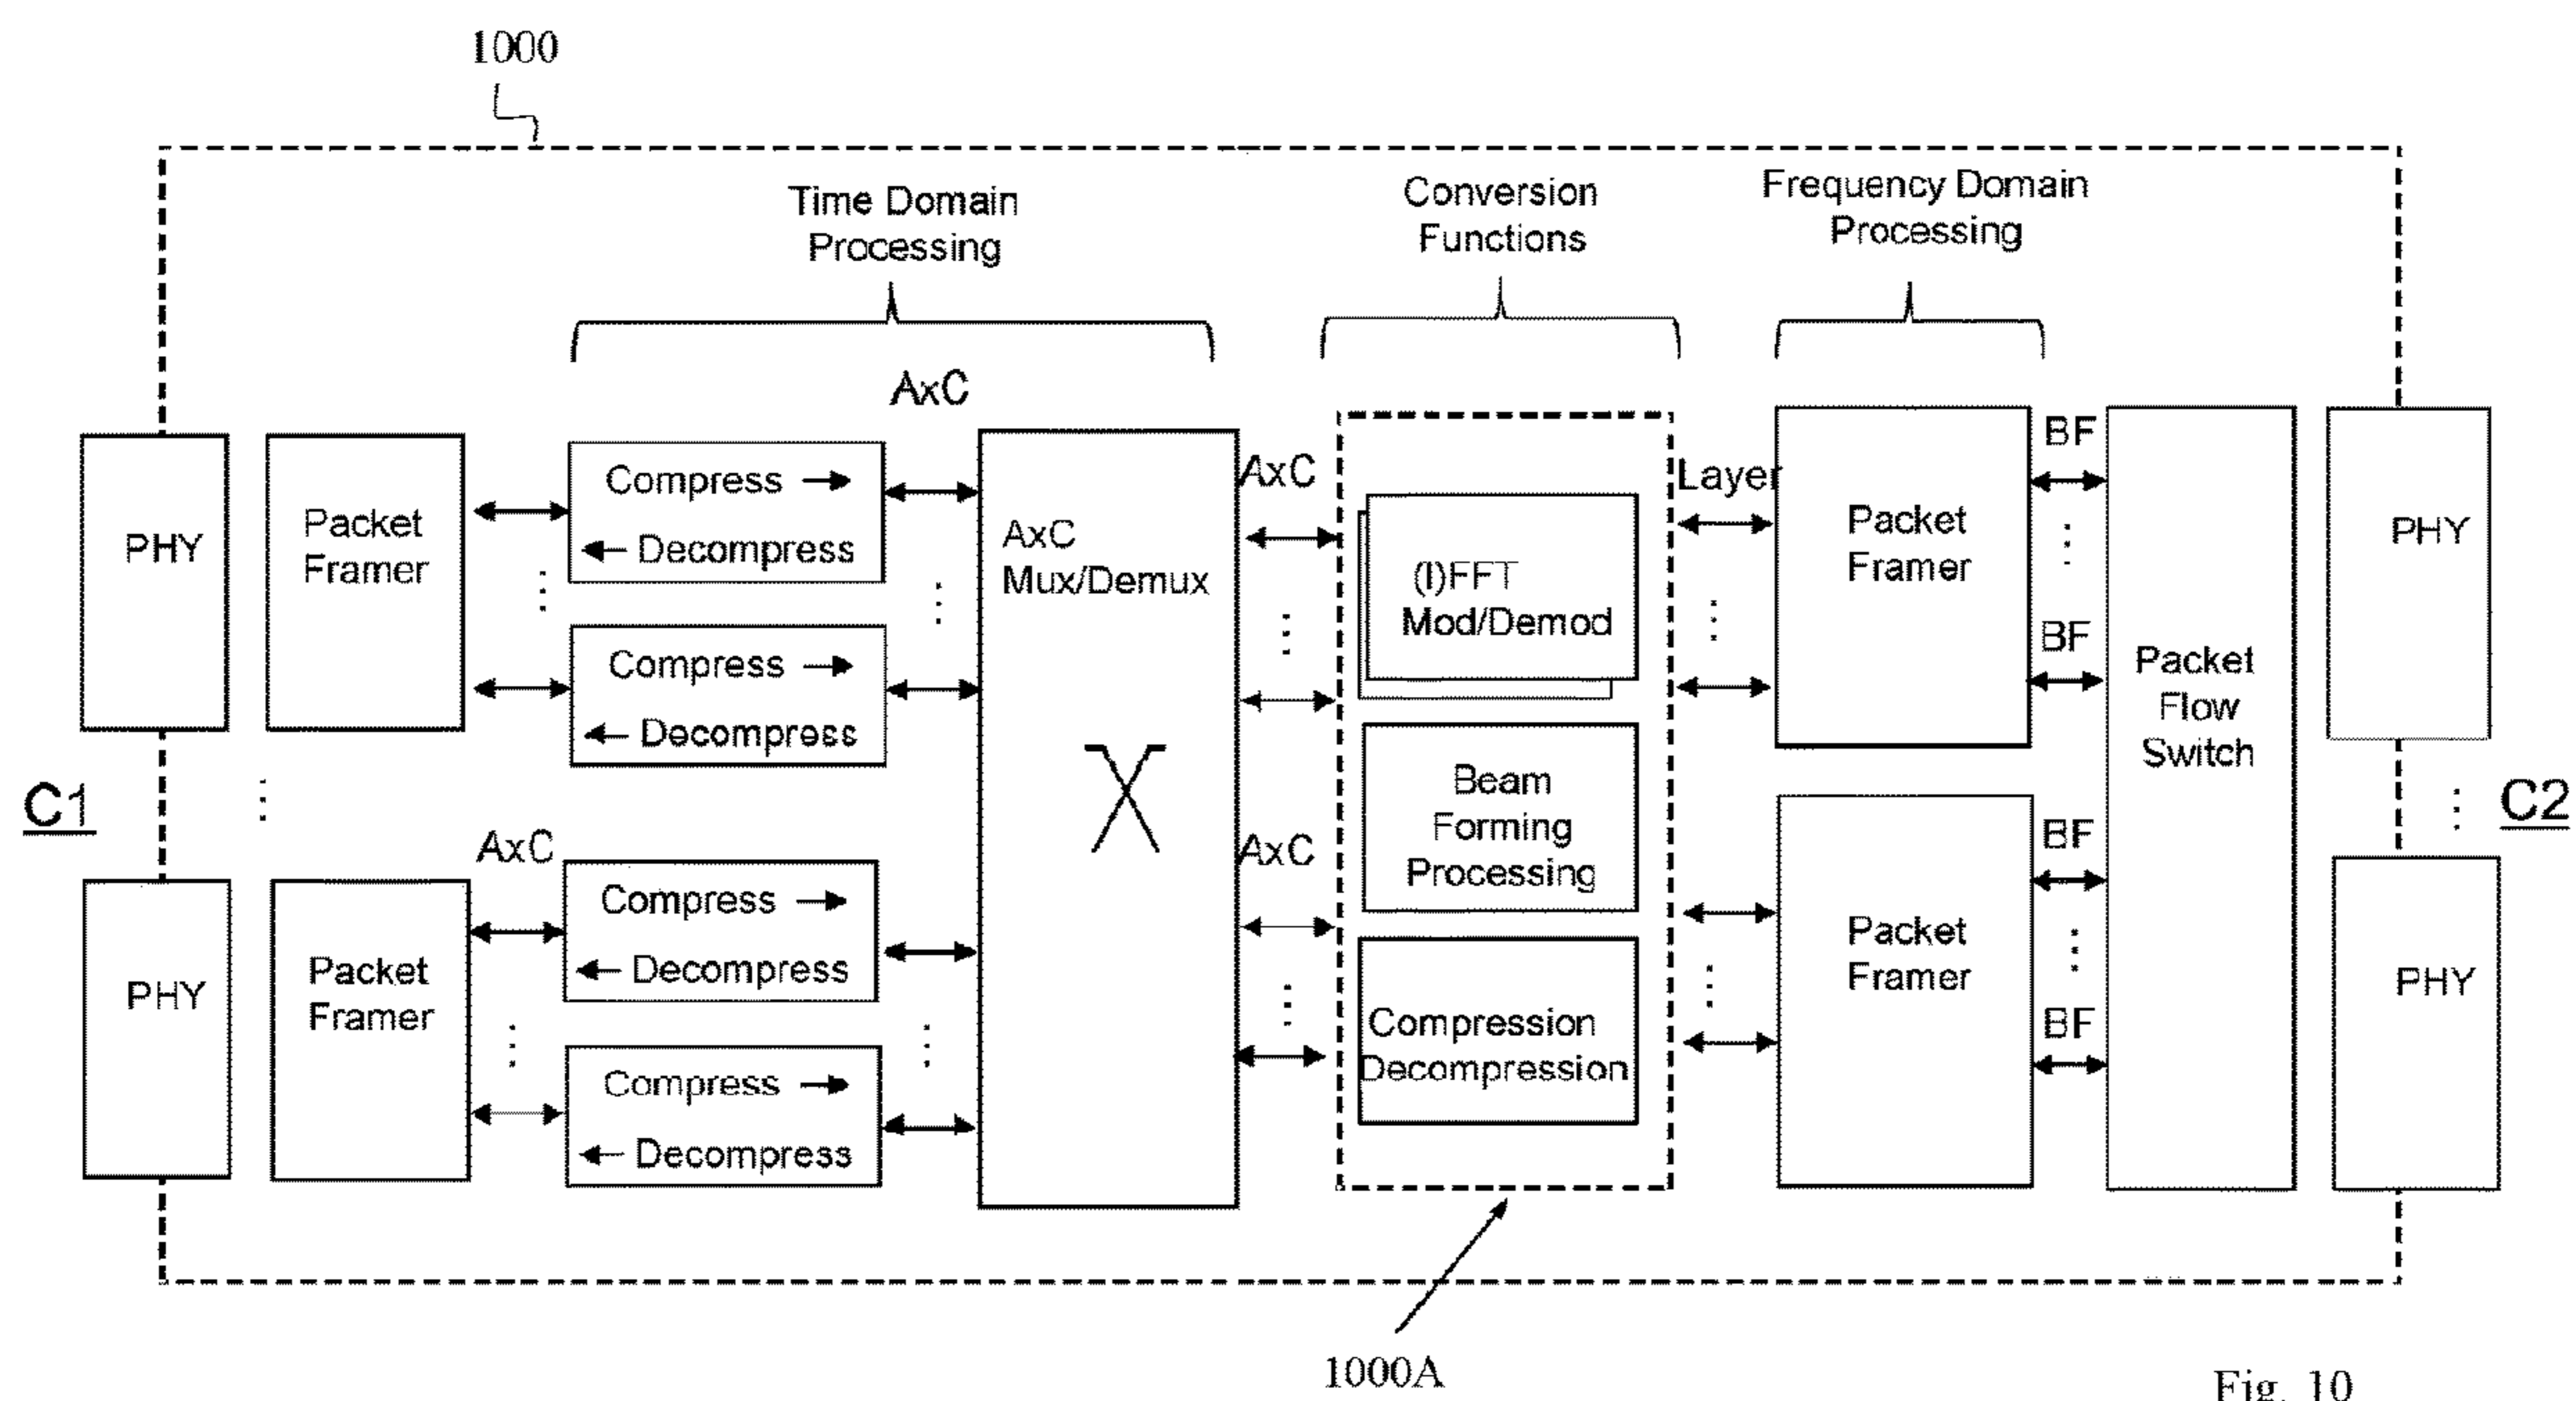 1000
Time Domain
Processing
Conversion
Functions
Frequency Domain
Processing
AxC
PHY
Packet
Framer
Compress →
← Decompress
Compress →
← Decompress
AxC
Mux/Demux
AxC
(I)FFT
Mod/Demod
Layer
Packet
Framer
BF
BF
Packet
Flow
Switch
PHY
C1
C2
Beam
Forming
Processing
PHY
Packet
Framer
AxC
Compress →
← Decompress
Compress →
← Decompress
AxC
Compression
Decompression
Packet
Framer
BF
BF
PHY
1000A
Fig. 10